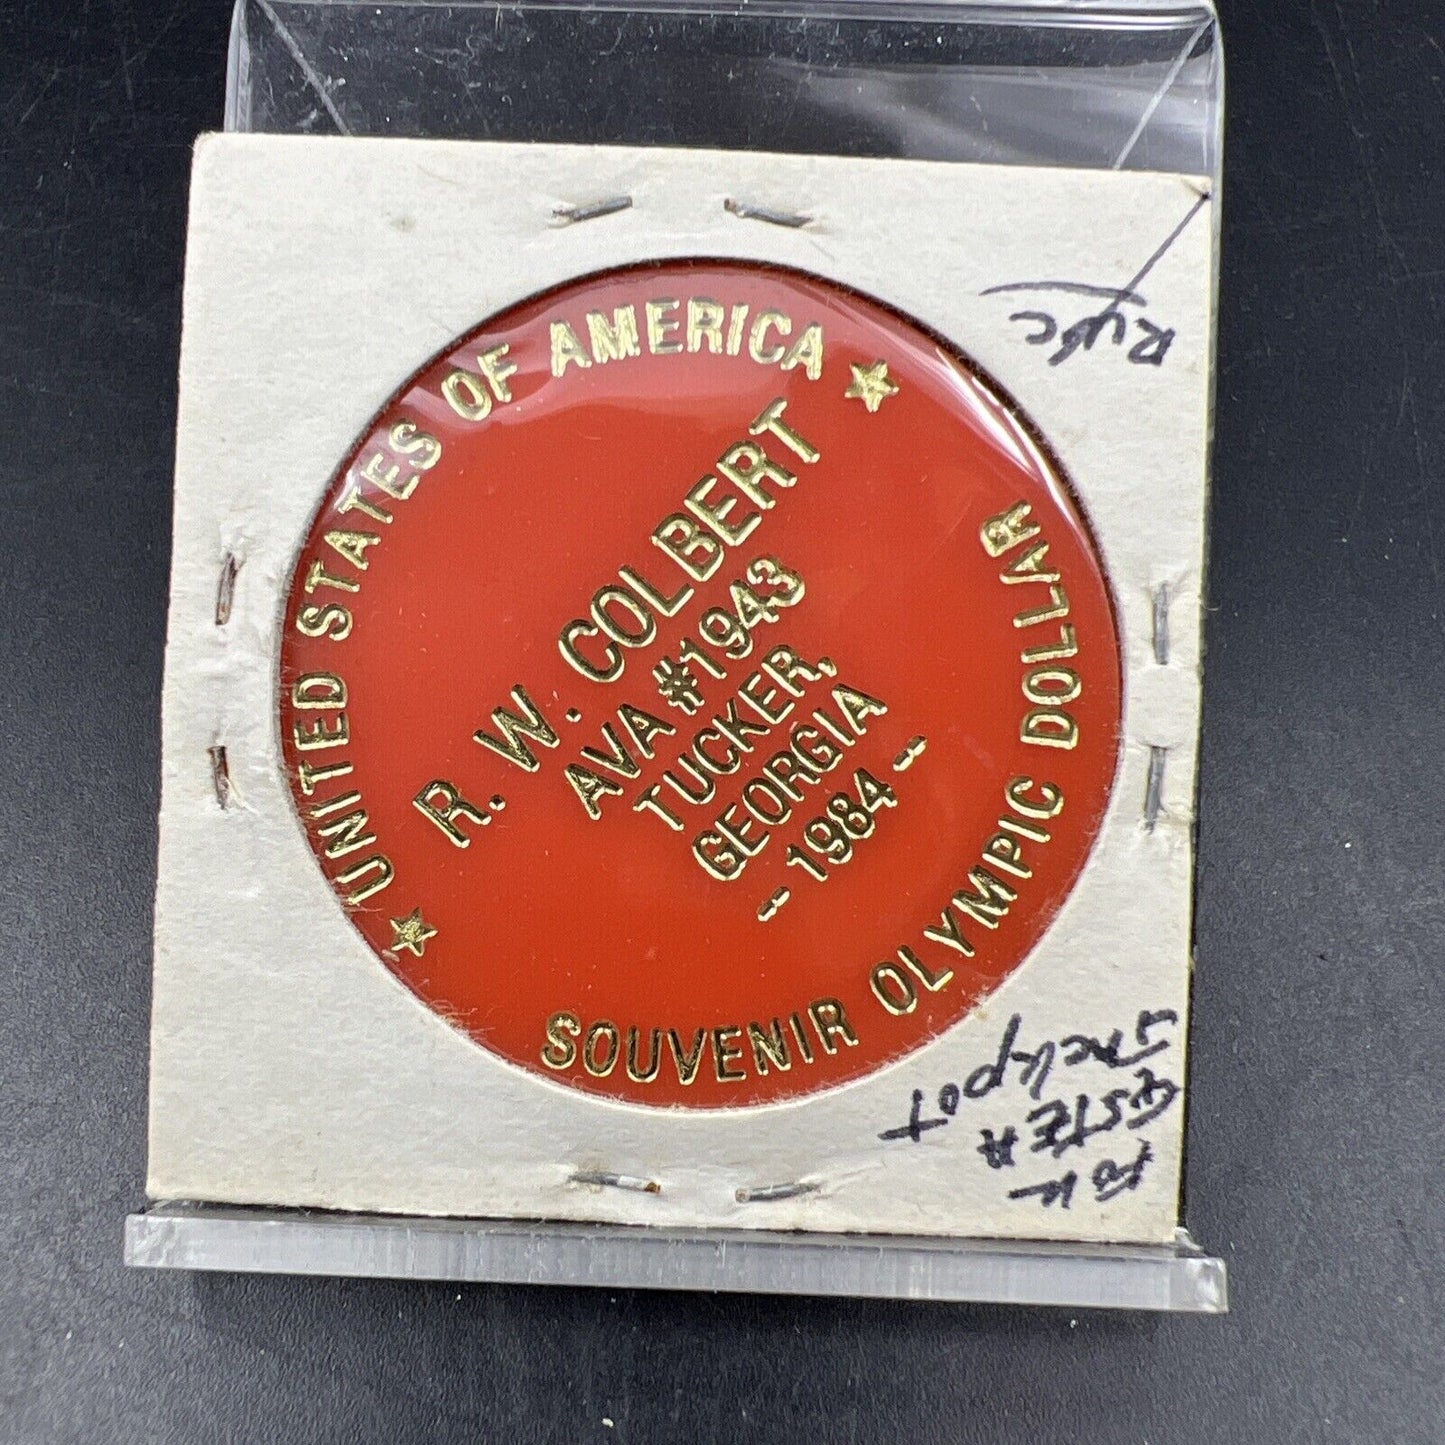 ★ UNITED STATES OF AMERICA ★
R. W. COLBERT
AVA #1943
TUCKER,
GEORGIA
- 1984 -
SOUVENIR OLYMPIC DOLLAR